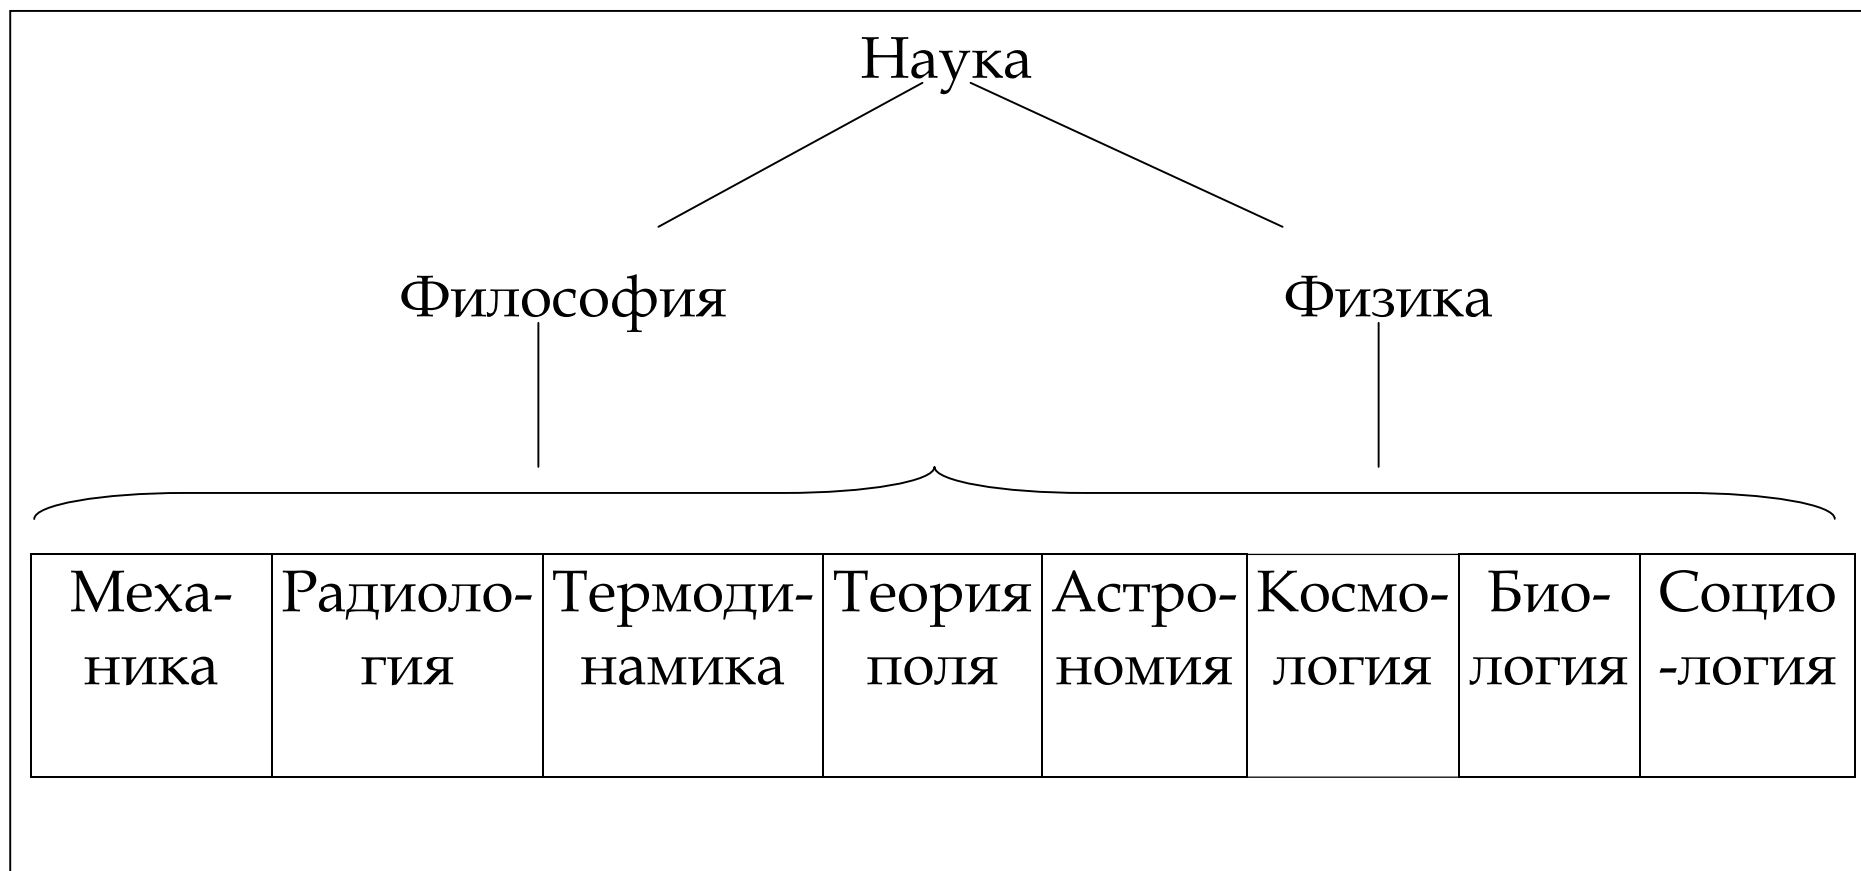 Наука
Философия Физика
Меха- Радиоло- Термоди- Теория Астро- Космо- Био- Социо
ника гия намика поля номия логия логия -логия